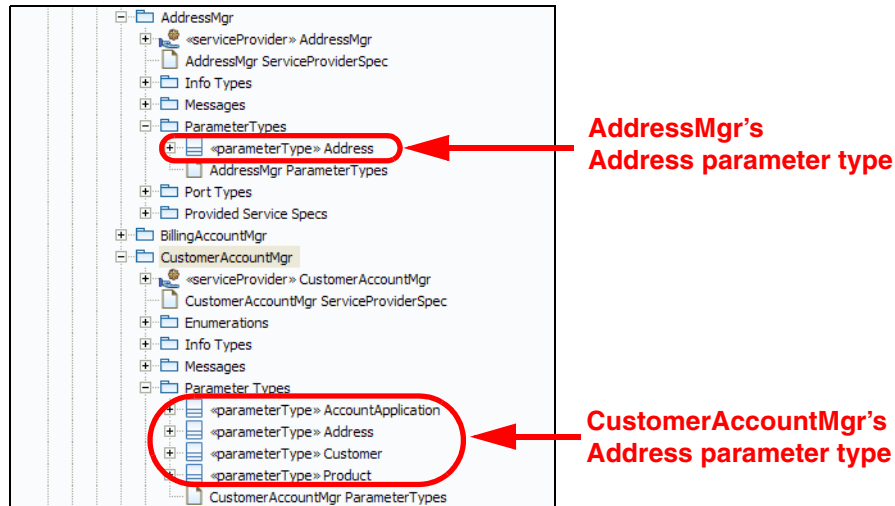 AddressMgr
«serviceProvider» AddressMgr
AddressMgr ServiceProviderSpec
Info Types
Messages
ParameterTypes
«parameterType» Address
AddressMgr ParameterTypes
Port Types
Provided Service Specs
BillingAccountMgr
CustomerAccountMgr
«serviceProvider» CustomerAccountMgr
CustomerAccountMgr ServiceProviderSpec
Enumerations
Info Types
Messages
Parameter Types
«parameterType» AccountApplication
«parameterType» Address
«parameterType» Customer
«parameterType» Product
CustomerAccountMgr ParameterTypes
AddressMgr’s
Address parameter type
CustomerAccountMgr’s
Address parameter type